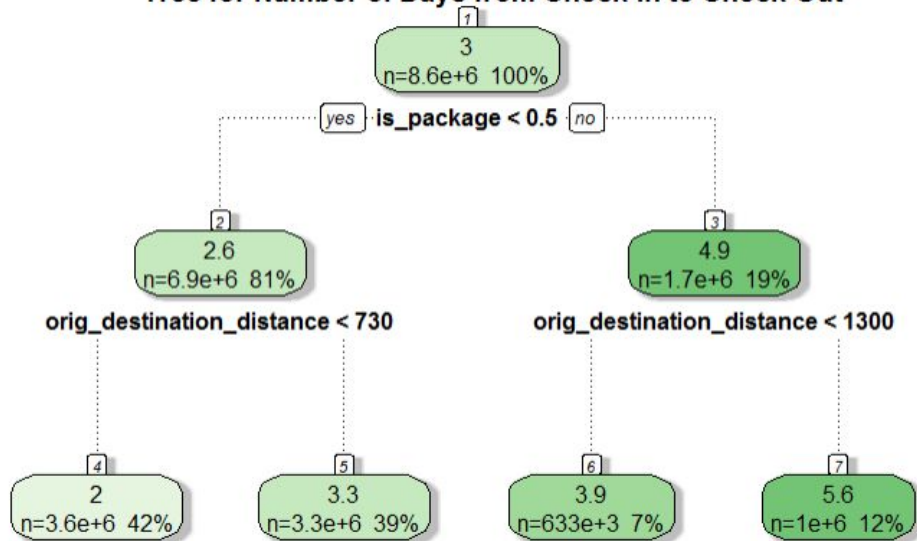 Tree for Number of Days from Check In to Check Out
1
3
n=8.6e+6 100%
yes is_package < 0.5 no
2
3
2.6
4.9
n=6.9e+6 81%
n=1.7e+6 19%
orig_destination_distance < 730
orig_destination_distance < 1300
4
5
6
7
2
3.3
3.9
5.6
n=3.6e+6 42%
n=3.3e+6 39%
n=633e+3 7%
n=1e+6 12%